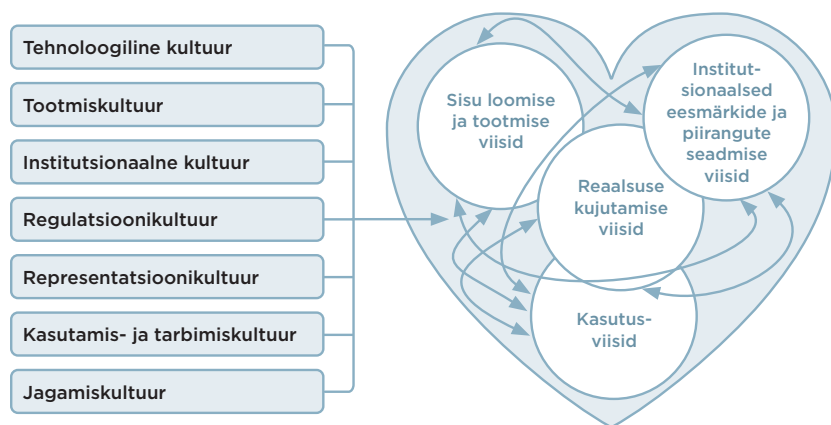 Tehnoloogiline kultuur
Tootmiskultuur
Institutsionaalne kultuur
Regulatsioonikultuur
Representatsioonikultuur
Kasutamis- ja tarbimiskultuur
Jagamiskultuur
Sisu loomise
ja tootmise
viisid
Institut-
sionaalsed
eesmärkide ja
piirangute
seadmise
viisid
Reaalsuse
kujutamise
viisid
Kasutus-
viisid